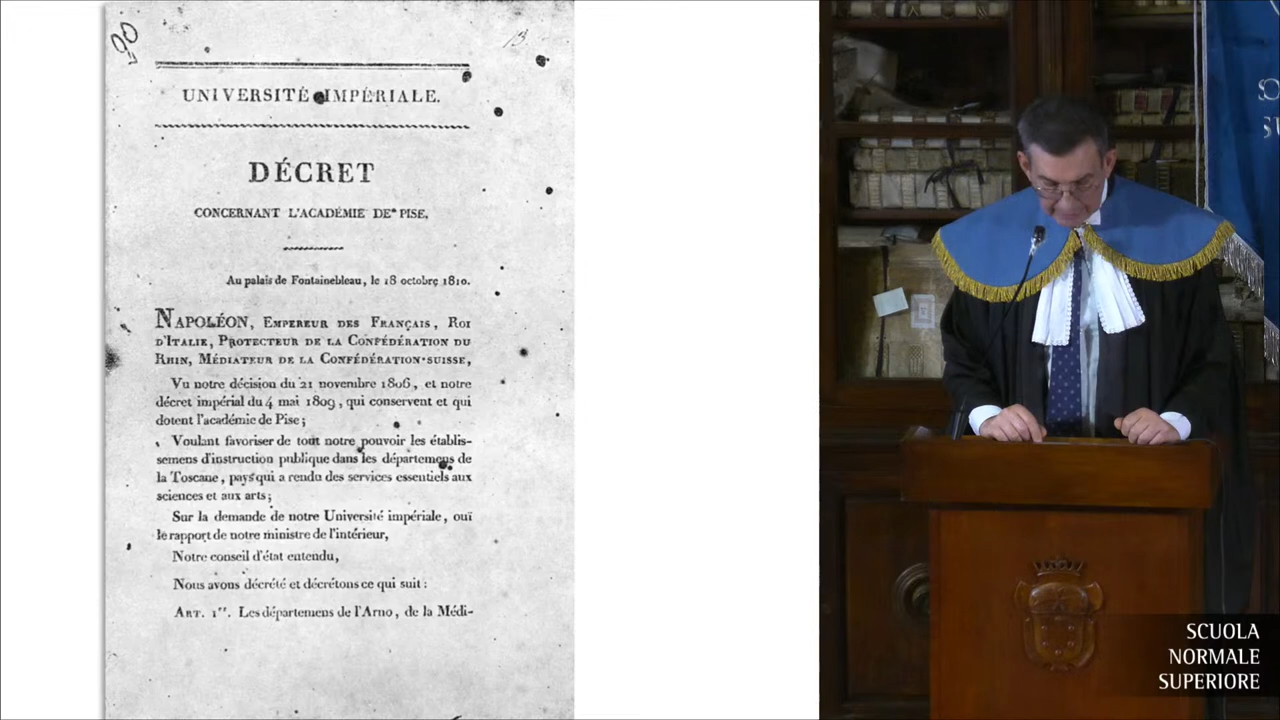 90
13
UNIVERSITÉ IMPÉRIALE.
DÉCRET
CONCERNANT L'ACADÉMIE DE PISE.
Au palais de Fontainebleau, le 18 octobre 1810.
NAPOLÉON, EMPEREUR DES FRANÇAIS, ROI
D'ITALIE, PROTECTEUR DE LA CONFÉDÉRATION DU
RHIN, MÉDIATEUR DE LA CONFÉDÉRATION-SUISSE,
Vu notre décision du 21 novembre 1806, et notre
décret impérial du 4 mai 1809, qui conservent et qui
dotent l'académie de Pise;
Voulant favoriser de tout notre pouvoir les établis-
semens d'instruction publique dans les départemens de
la Toscane, pays qui a rendu des services essentiels aux
sciences et aux arts;
Sur la demande de notre Université impériale, ouï
le rapport de notre ministre de l'intérieur,
Notre conseil d'état entendu,
Nous avons décrété et décrétons ce qui suit:
ART. 1er. Les départemens de l'Arno, de la Médi-
SCUOLA
NORMALE
SUPERIORE